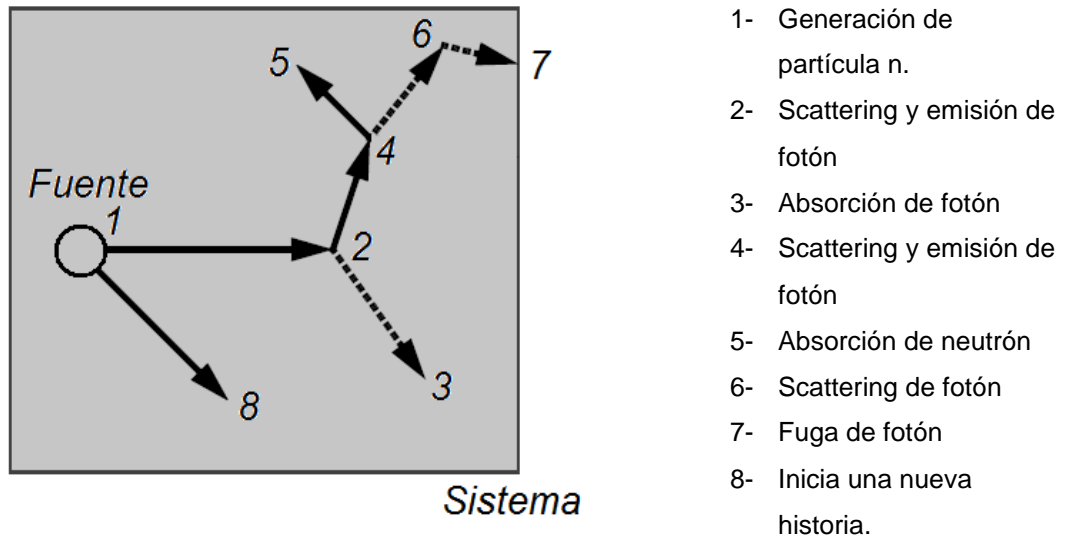 6
5
7
4
Fuente
1
2
3
8
Sistema
1- Generación de
partícula n.
2- Scattering y emisión de
fotón
3- Absorción de fotón
4- Scattering y emisión de
fotón
5- Absorción de neutrón
6- Scattering de fotón
7- Fuga de fotón
8- Inicia una nueva
historia.